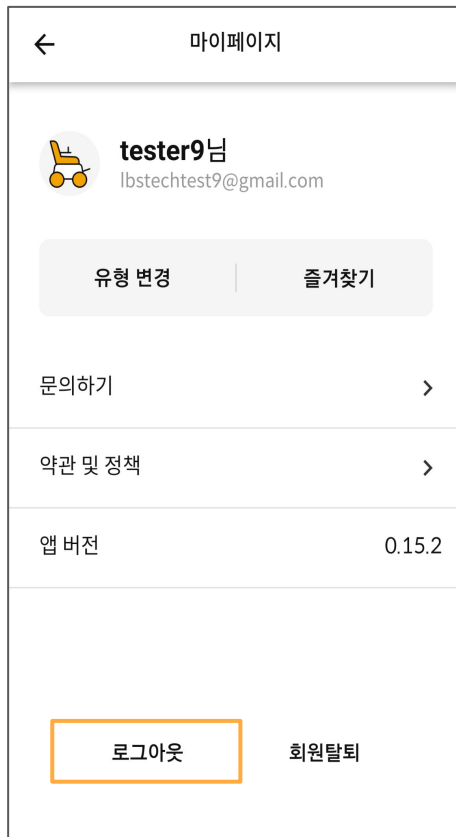 마이페이지
tester9님
lbstechtest9@gmail.com
유형 변경
즐겨찾기
문의하기
약관 및 정책
앱 버전 0.15.2
로그아웃
회원탈퇴